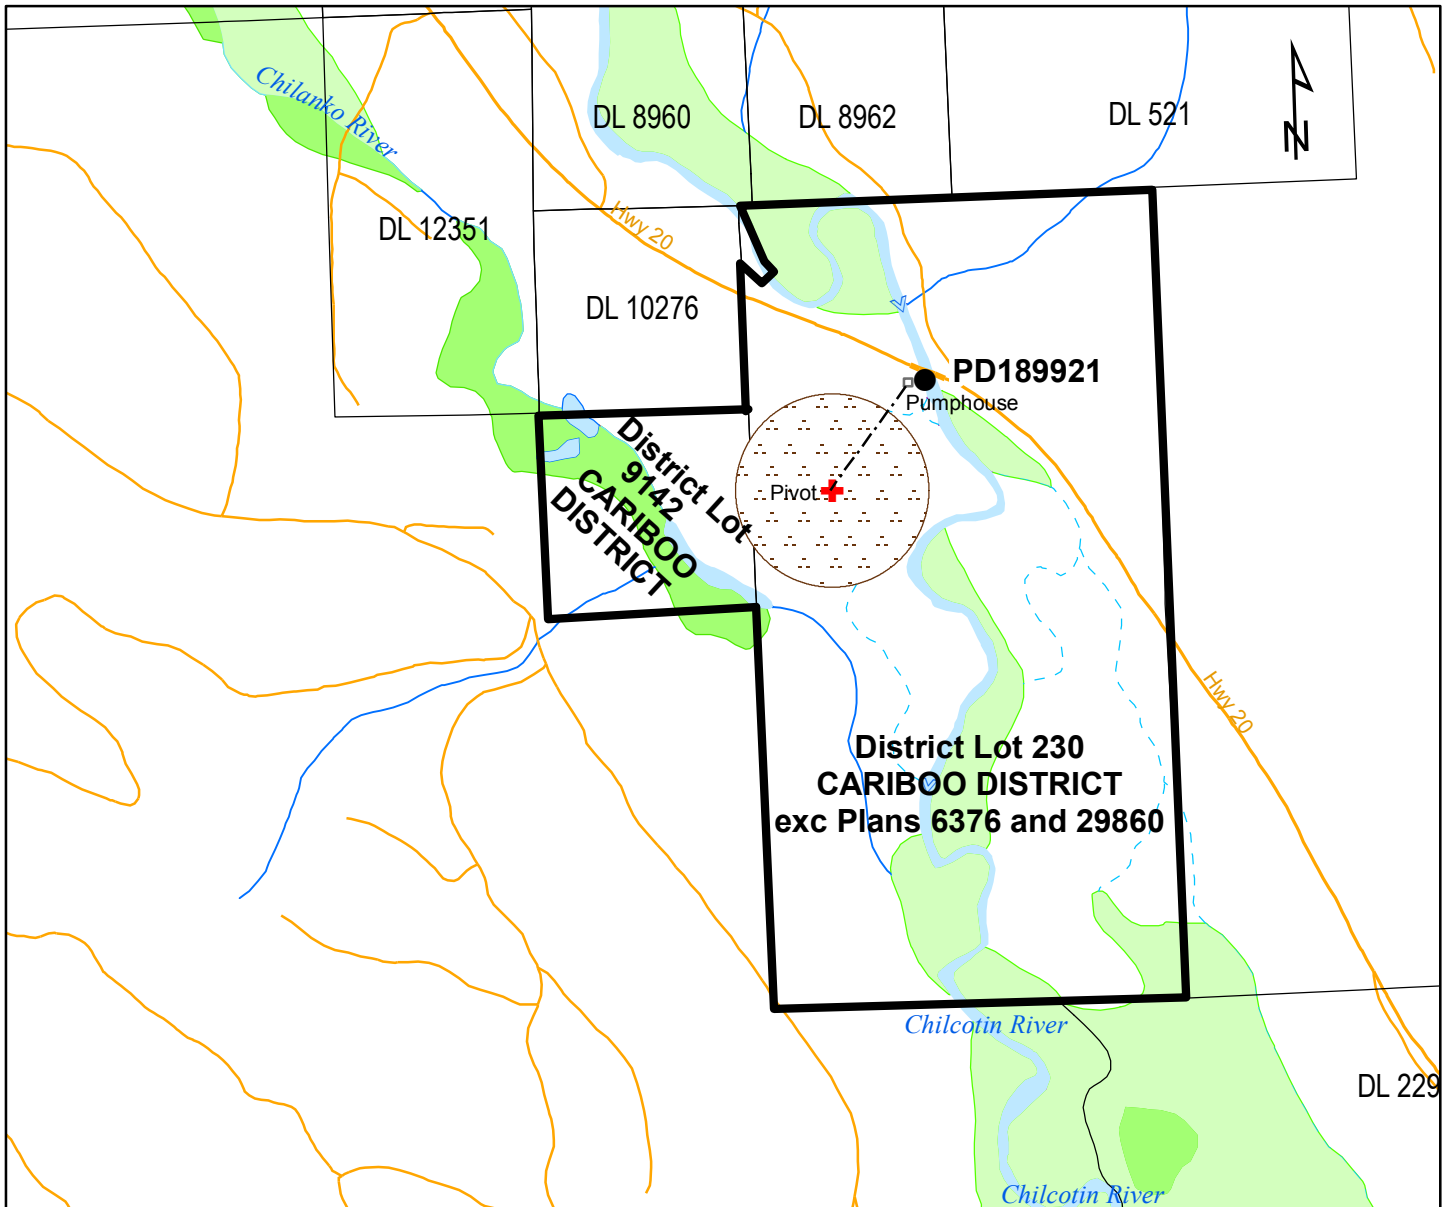 Chilanko River
DL 8960
DL 8962
DL 521
N
DL 12351
Hwy 20
DL 10276
PD189921
Pumphouse
District Lot
9142
CARIBOO
DISTRICT
Pivot
Hwy 20
District Lot 230
CARIBOO DISTRICT
exc Plans 6376 and 29860
Chilcotin River
DL 229
Chilcotin River